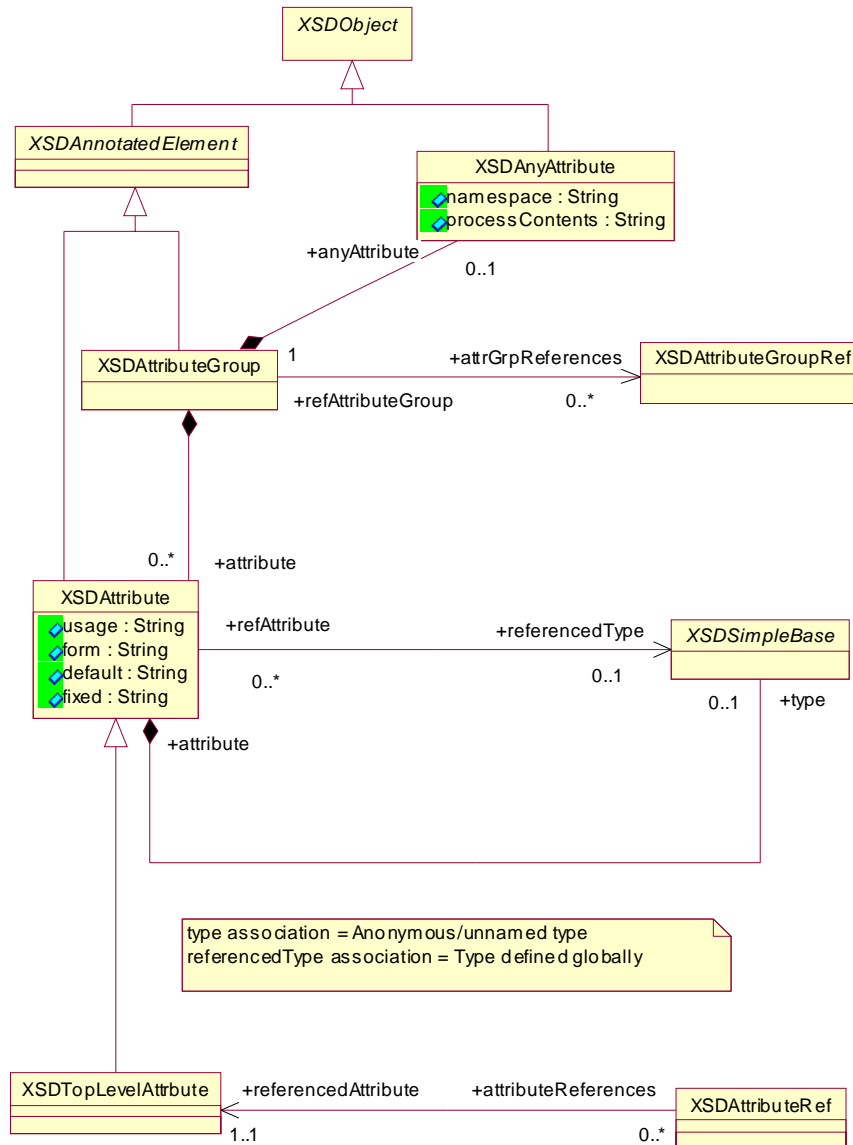 XSDObject
XSDAnnotatedElement
XSDAnyAttribute
namespace : String
processContents : String
+anyAttribute
0..1
XSDAttributeGroup
1
+attrGrpReferences
XSDAttributeGroupRef
+refAttributeGroup
0..*
0..*
+attribute
XSDAttribute
usage : String
form : String
default : String
fixed : String
+refAttribute
+referencedType
XSDSimpleBase
0..*
0..1
0..1
+type
+attribute
type association = Anonymous/unnamed type
referencedType association = Type defined globally
XSDTopLevelAttrbute
+referencedAttribute
+attributeReferences
XSDAttributeRef
1..1
0..*